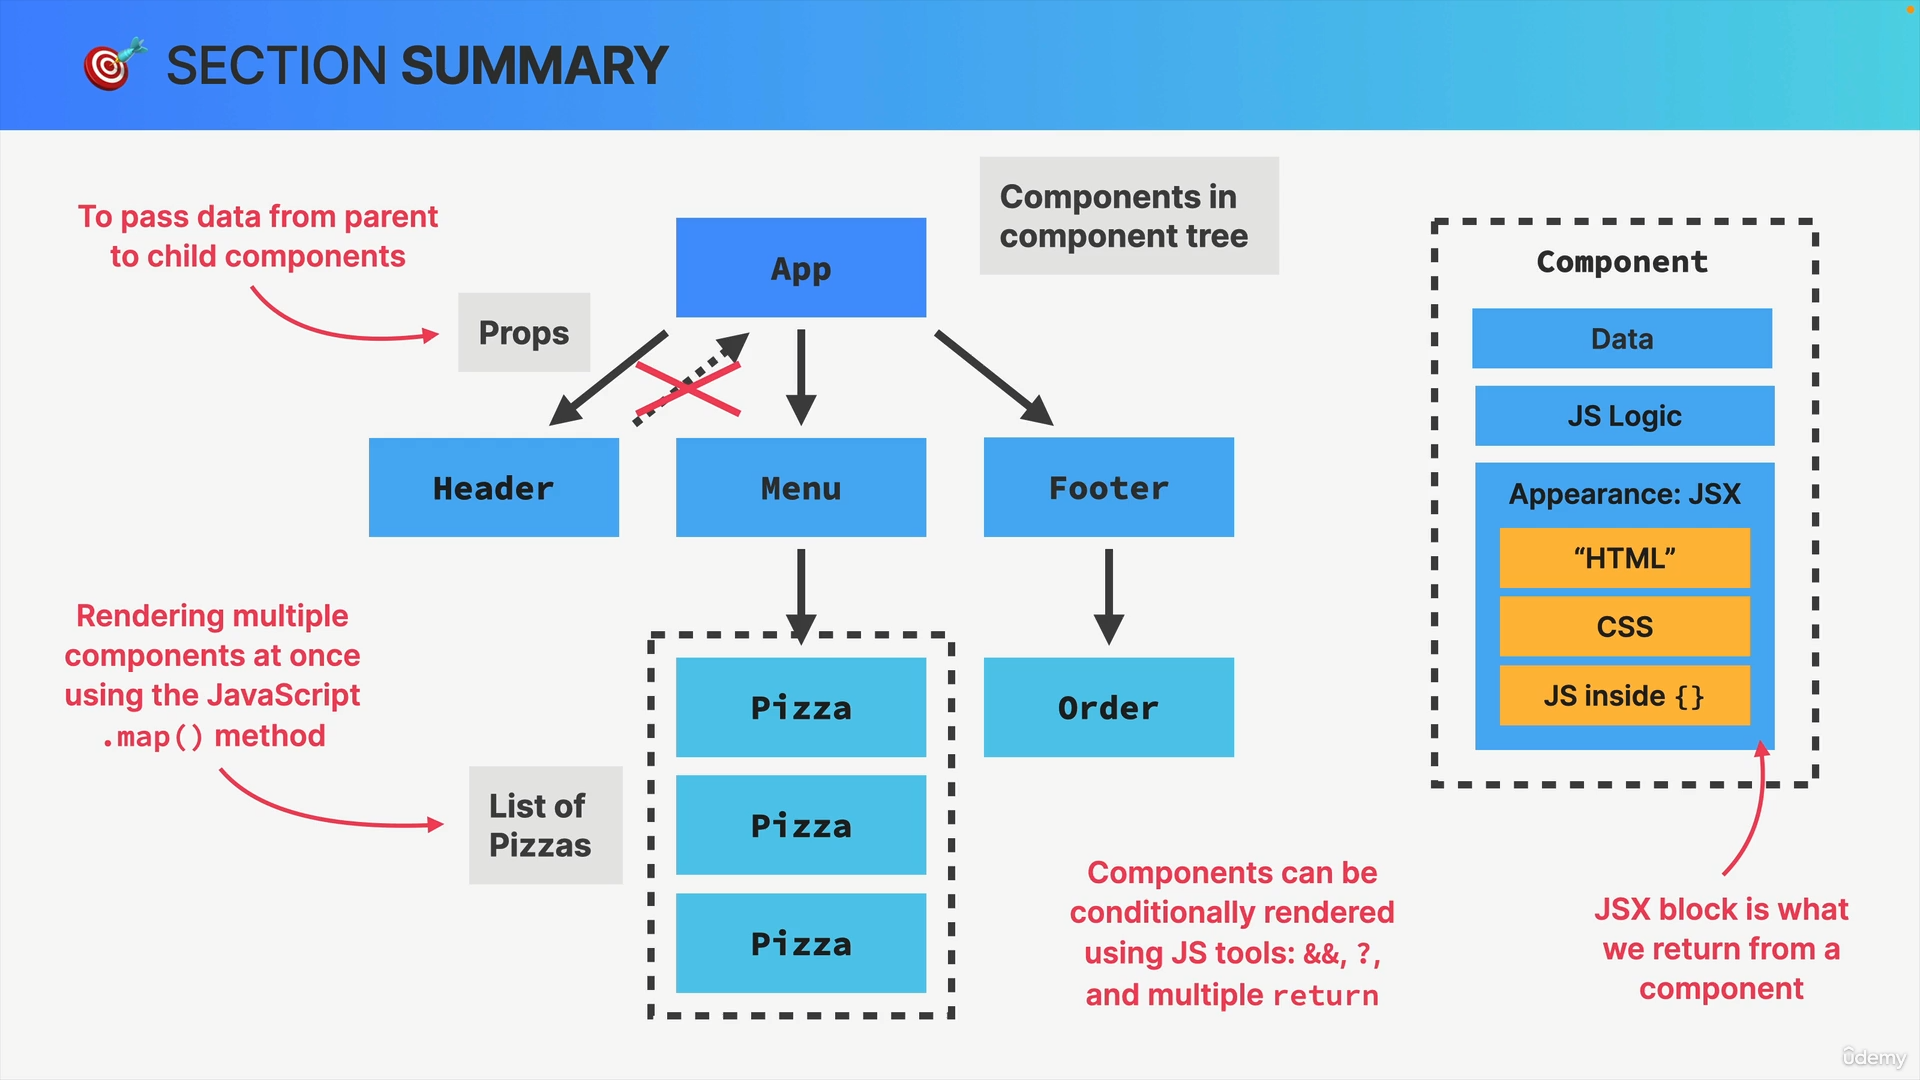 SECTION SUMMARY
To pass data from parent
to child components
Props
App
Components in
component tree
Header
Menu
Footer
Rendering multiple
components at once
using the JavaScript
.map() method
List of
Pizzas
Pizza
Pizza
Pizza
Order
Components can be
conditionally rendered
using JS tools: &&, ?,
and multiple return
Component
Data
JS Logic
Appearance: JSX
“HTML”
CSS
JS inside {}
JSX block is what
we return from a
component
ûdemy